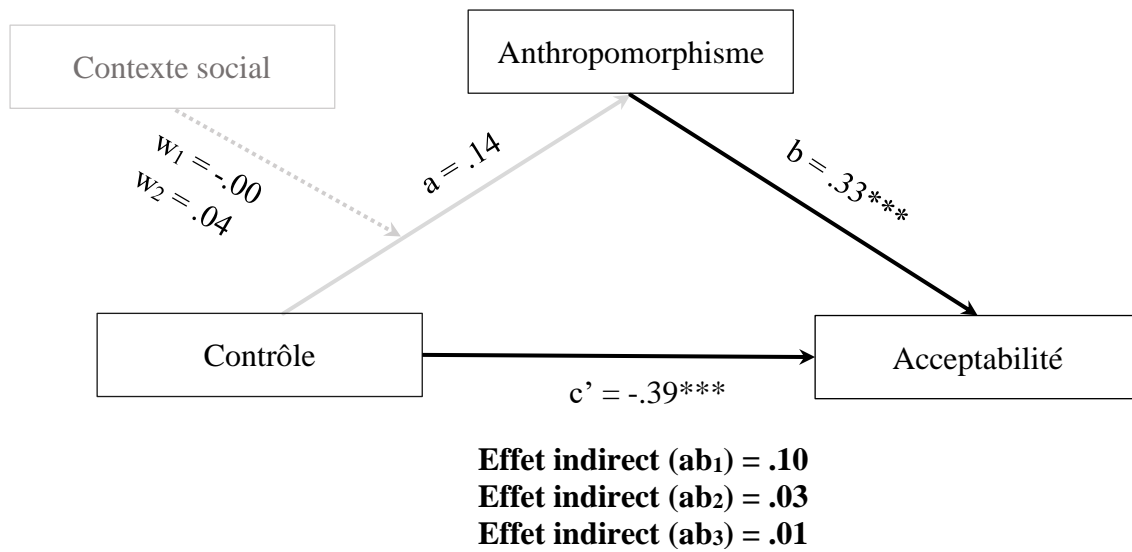 Contexte social
Anthropomorphisme
w₁ = -.00
w₂ = .04
a = .14
b = .33***
Contrôle
Acceptabilité
c’ = -.39***
Effet indirect (ab₁) = .10
Effet indirect (ab₂) = .03
Effet indirect (ab₃) = .01